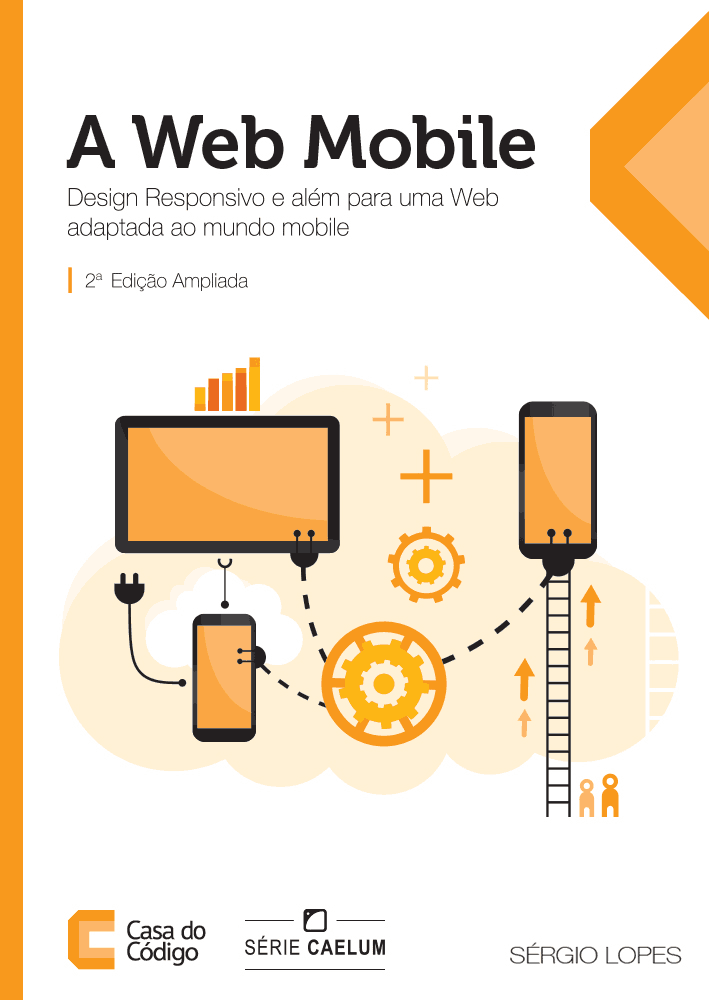 A Web Mobile
Design Responsivo e além para uma Web
adaptada ao mundo mobile
2ª Edição Ampliada
Casa do
Código
SÉRIE CAELUM
SÉRGIO LOPES